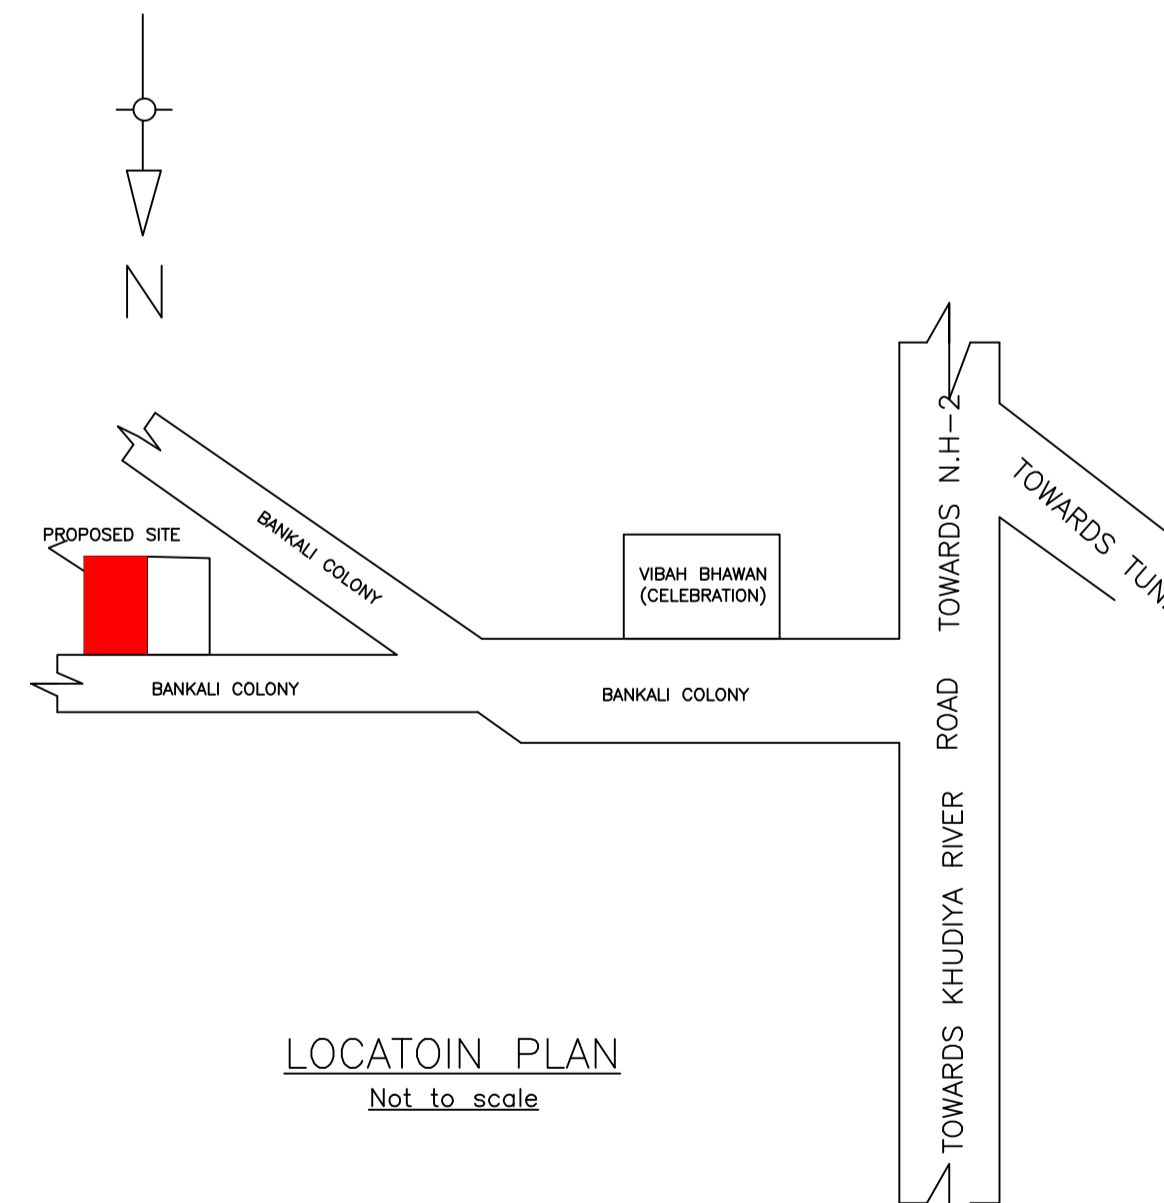 N
PROPOSED SITE
BANKALI COLONY
VIBAH BHAWAN
(CELEBRATION)
BANKALI COLONY
BANKALI COLONY
TOWARDS KHUDIYA RIVER ROAD TOWARDS N.H-2
TOWARDS
LOCATOIN PLAN
Not to scale